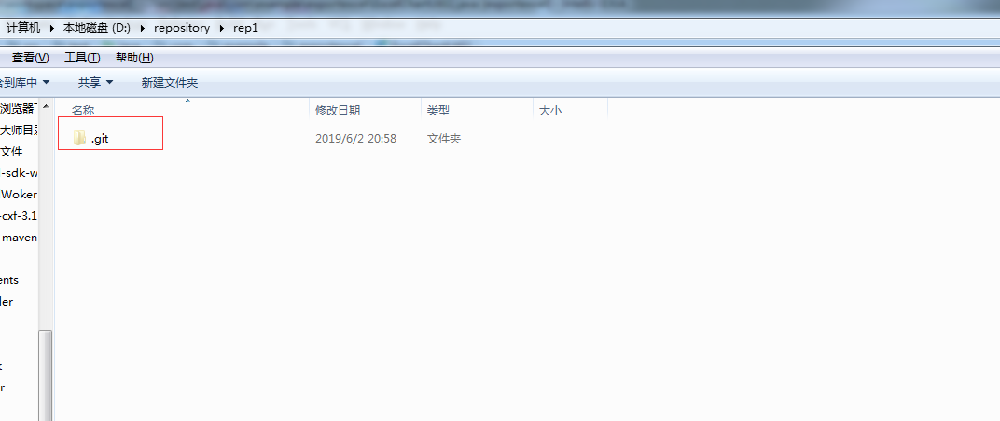 计算机 本地磁盘 (D:) repository rep1
查看(V) 工具(T) 帮助(H)
含到库中 共享 新建文件夹
名称 修改日期 类型 大小
.git 2019/6/2 20:58 文件夹
浏览器
大师目录
文件
-sdk-w
Woker
-cxf-3.1
-maven
ents
ler
t
r